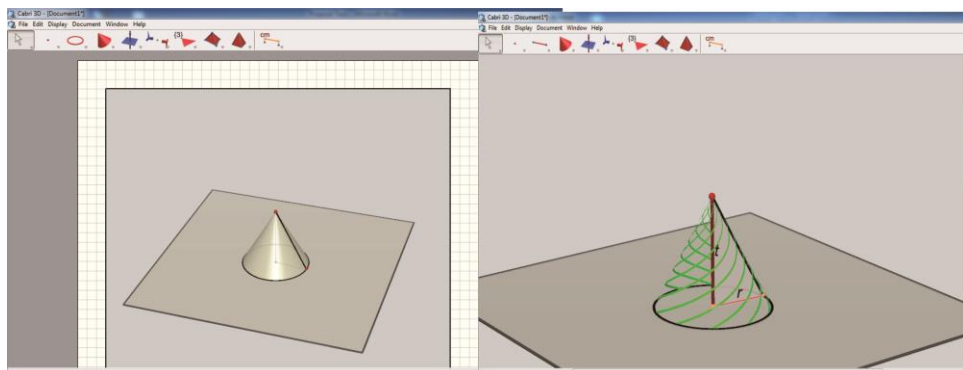 Cabri 3D - [Document1*]
File Edit Display Document Window Help
{3}
cm
Cabri 3D - [Document1*]
File Edit Display Document Window Help
{3}
cm
t
r